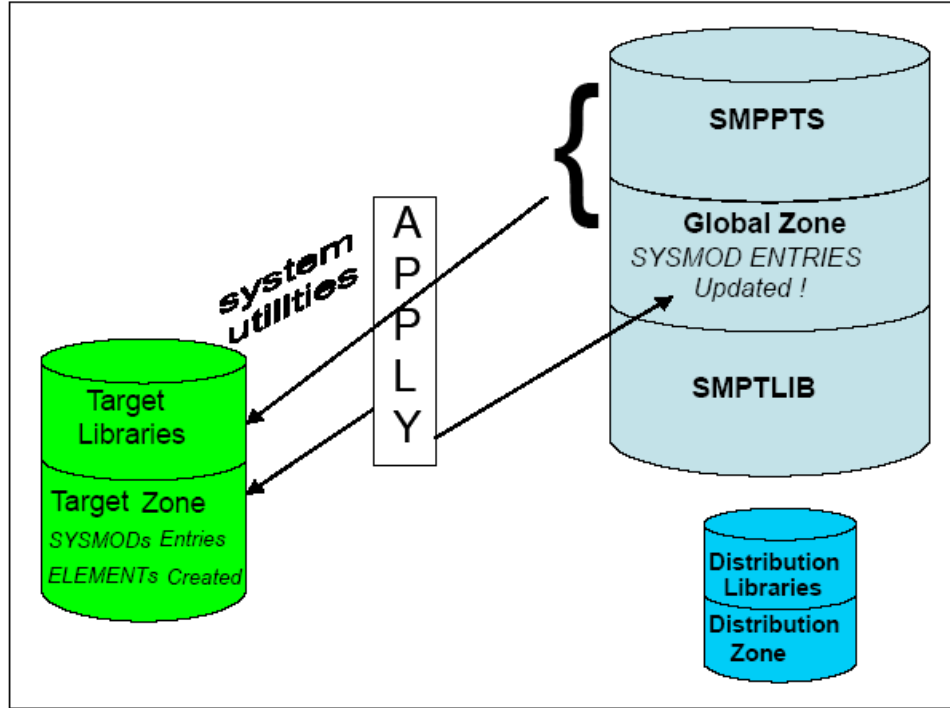 SMPPTS
Global Zone
SYSMOD ENTRIES
Updated !
SMPTLIB
A
P
P
L
Y
system
utilities
Target
Libraries
Target Zone
SYSMODs Entries
ELEMENTs Created
Distribution
Libraries
Distribution
Zone